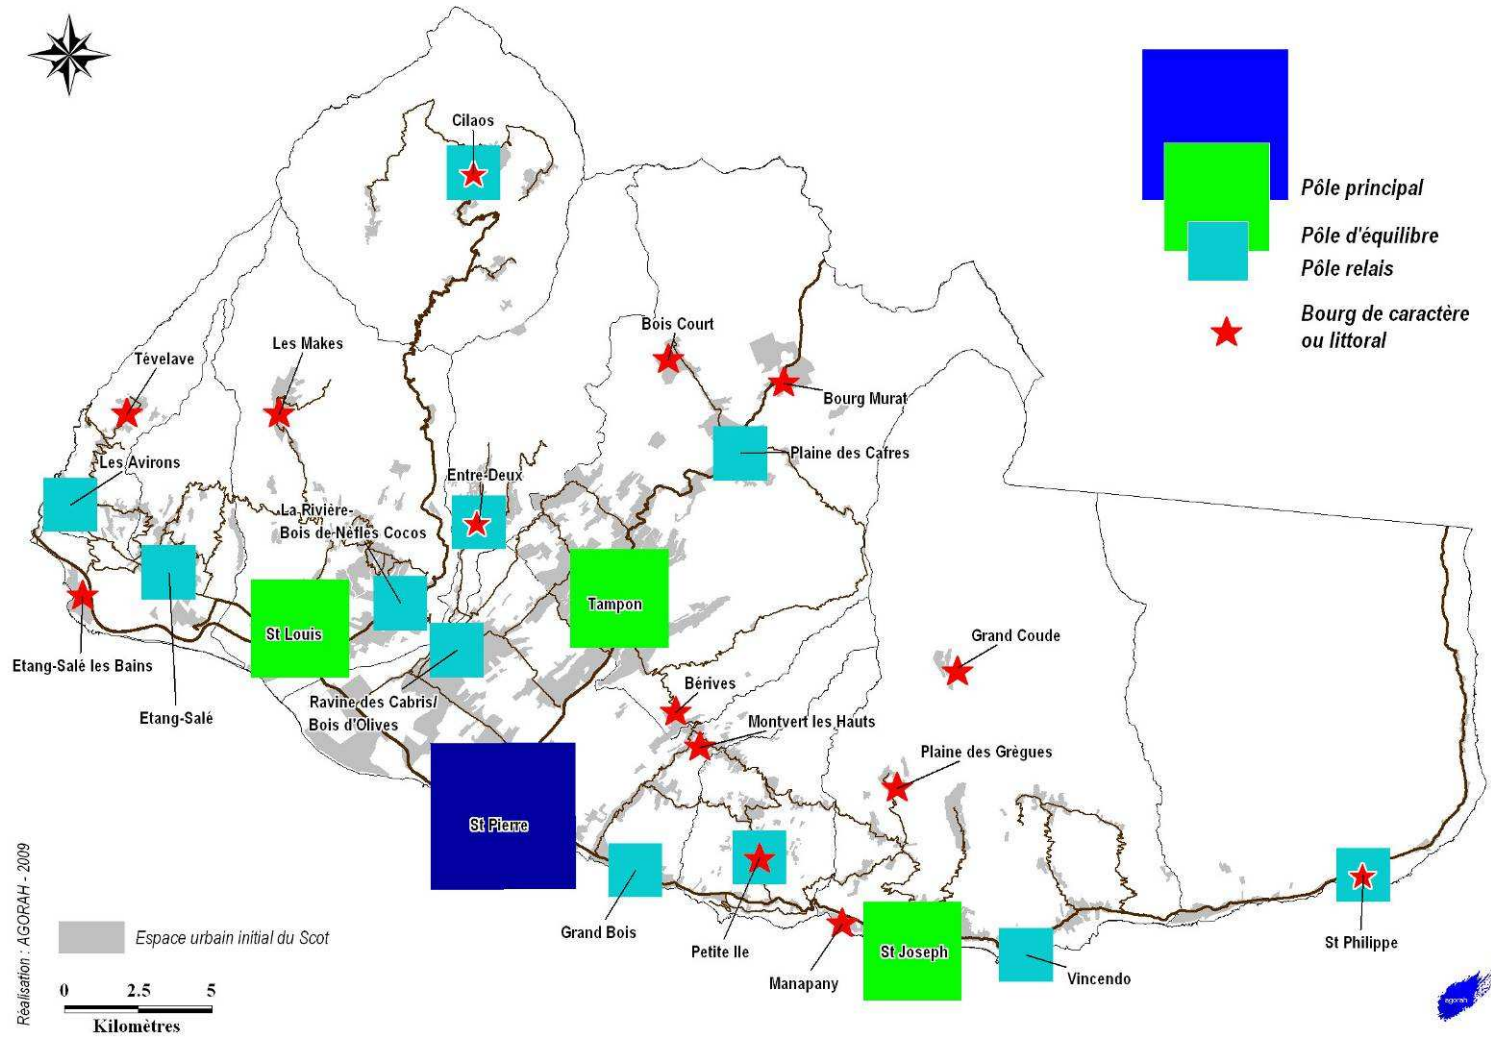 Cilaos
Pôle principal
Pôle d'équilibre
Pôle relais
Bourg de caractère
ou littoral
Bois Court
Les Makes
Tévelave
Bourg Murat
Plaine des Cafres
Les Avirons
Entre-Deux
La Rivière-
Bois de Nèfles Cocos
Tampon
St Louis
Grand Coude
Etang-Salé les Bains
Bérives
Ravine des Cabris/
Bois d'Olives
Etang-Salé
Montvert les Hauts
Plaine des Grègues
St Pierre
Grand Bois
Petite Ile
Manapany
St Joseph
Vincendo
St Philippe
Réalisation : AGORAH - 2009
Espace urbain initial du Scot
0 2.5 5
Kilomètres
agorah